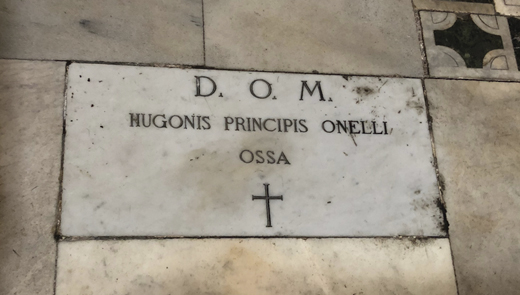 D. O. M.
HUGONIS PRINCIPIS ONELLI
OSSA